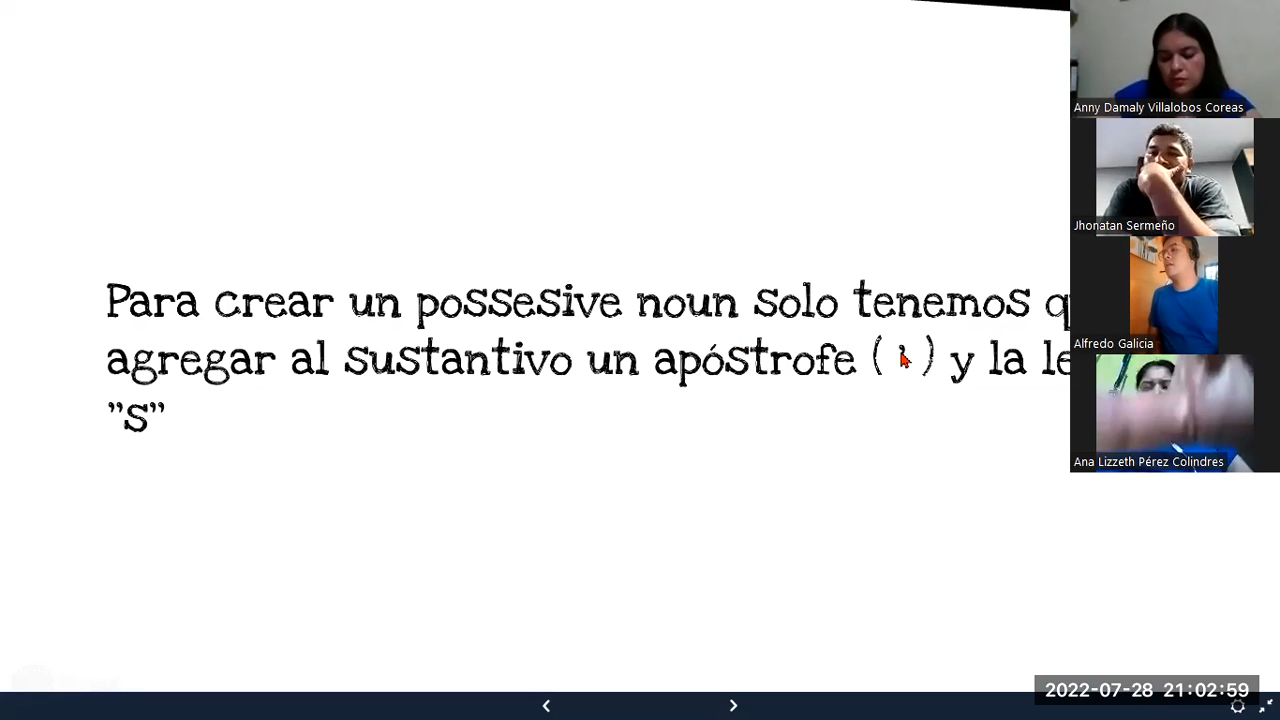 Para crear un possesive noun solo tenemos q
agregar al sustantivo un apóstrofe ( ' ) y la le
"s"
Anny Damaly Villalobos Coreas
Jhonatan Sermeño
Alfredo Galicia
Ana Lizzeth Pérez Colindres
2022-07-28 21:02:59